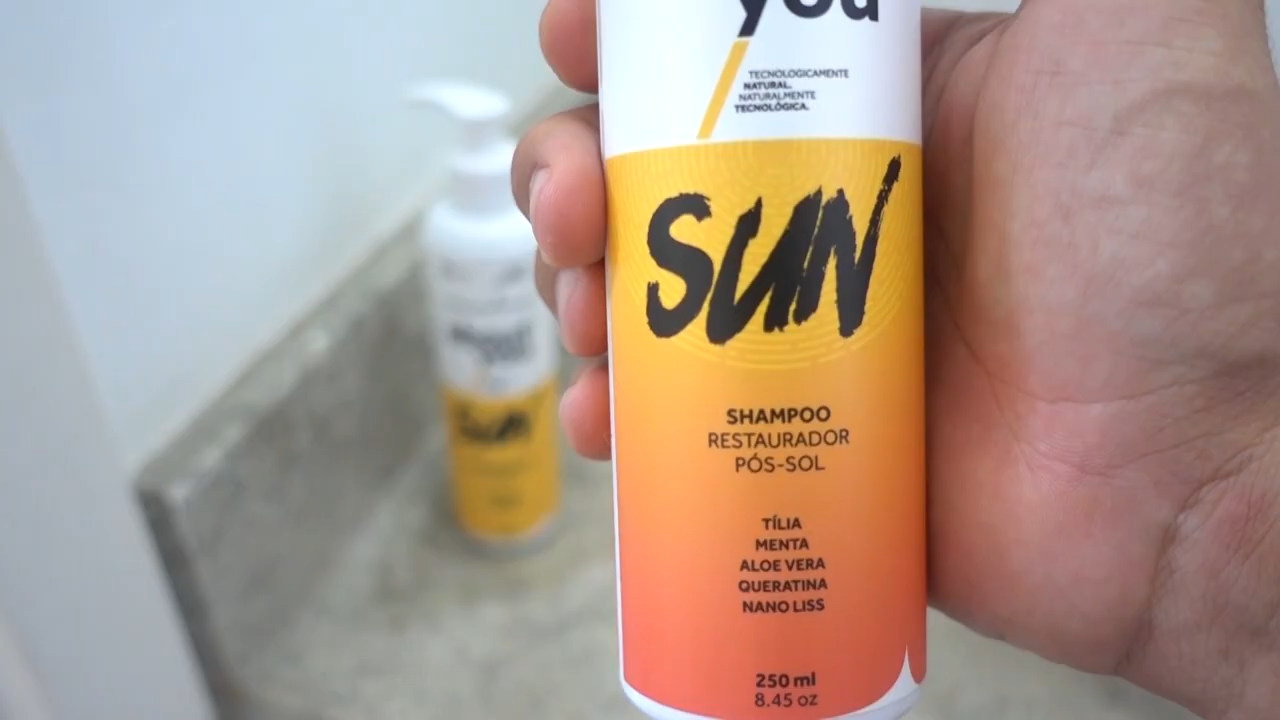 you
TECNOLOGICAMENTE
NATURAL.
NATURALMENTE
TECNOLÓGICA.
SUN
SHAMPOO
RESTAURADOR
PÓS-SOL
TÍLIA
MENTA
ALOE VERA
QUERATINA
NANO LISS
250 ml
8.45 oz
SUN